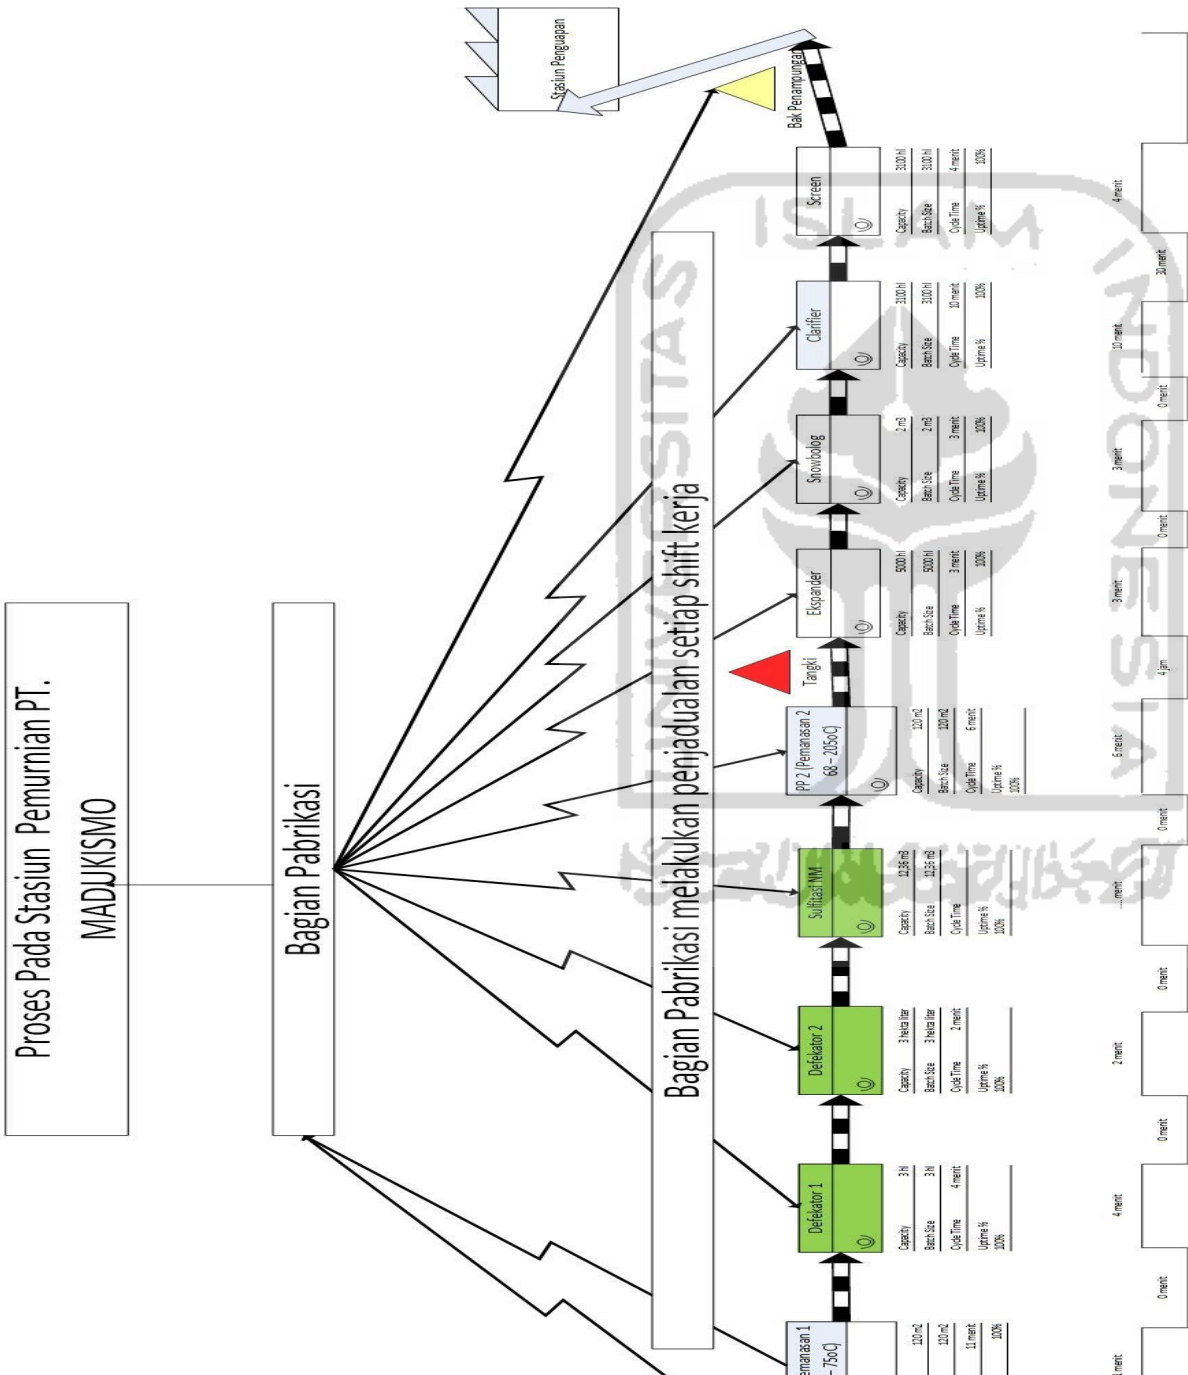 Proses Pada Stasiun Pemurnian PT.
MADUKISMO
Bagian Pabrikasi
Bagian Pabrikasi melakukan penjadualan setiap shift kerja
emanasan 1
– 75oC)
120 m2
120 m2
11 menit
100%
Defekator 1
Capacity 3 hl
Batch Size 3 hl
Cycle Time 4 menit
Uptime %
100%
Defekator 2
Capacity 3 hekta liter
Batch Size 3 hekta liter
Cycle Time 2 menit
Uptime %
100%
Sulfitasi NM
Capacity 12,36 m3
Batch Size 12,36 m3
Cycle Time
Uptime %
100%
PP 2 (Pemanasan 2
68 – 205oC)
Capacity 120 m2
Batch Size 120 m2
Cycle Time 6 menit
Uptime %
100%
Tangki
Ekspander
Capacity 5000 hl
Batch Size 5000 hl
Cycle Time 3 menit
Uptime % 100%
Snowbolog
Capacity 2 m3
Batch Size 2 m3
Cycle Time 3 menit
Uptime % 100%
Clarifier
Capacity 3100 hl
Batch Size 3100 hl
Cycle Time 10 menit
Uptime % 100%
Screen
Capacity 3100 hl
Batch Size 3100 hl
Cycle Time 4 menit
Uptime % 100%
Bak Penampungan
Stasiun Penguapan
1 menit
0 menit
4 menit
0 menit
2 menit
0 menit
.... menit
0 menit
6 menit
4 jam
3 menit
0 menit
3 menit
0 menit
10 menit
30 menit
4 menit
UNIVERSITAS
ISLAM
INDONESIA